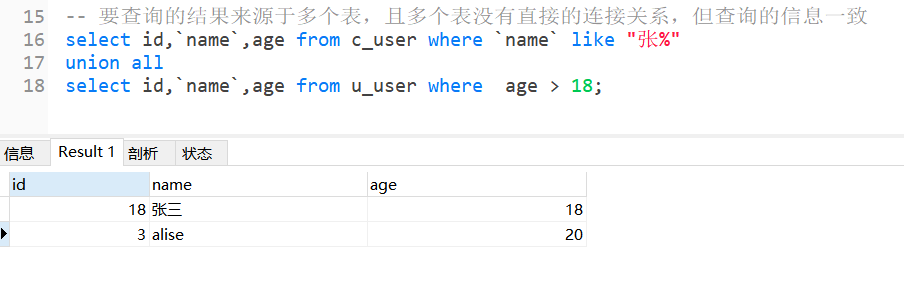 15 -- 要查询的结果来源于多个表，且多个表没有直接的连接关系，但查询的信息一致
16 select id,`name`,age from c_user where `name` like "张%"
17 union all
18 select id,`name`,age from u_user where  age > 18;
信息 Result 1 剖析 状态
id name age
18 张三 18
3 alise 20